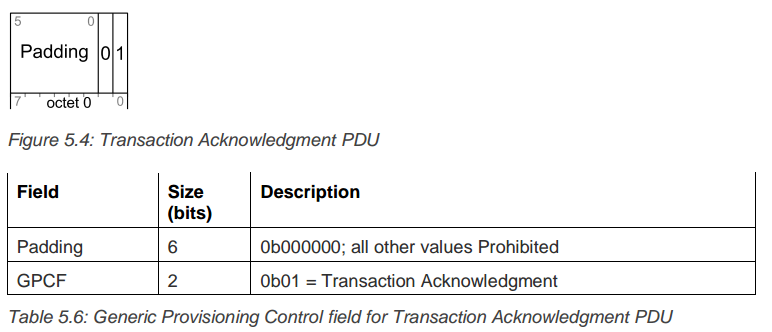 5 0
Padding 0 1
7 octet 0 0
Figure 5.4: Transaction Acknowledgment PDU
Field Size (bits) Description
Padding 6 0b000000; all other values Prohibited
GPCF 2 0b01 = Transaction Acknowledgment
Table 5.6: Generic Provisioning Control field for Transaction Acknowledgment PDU